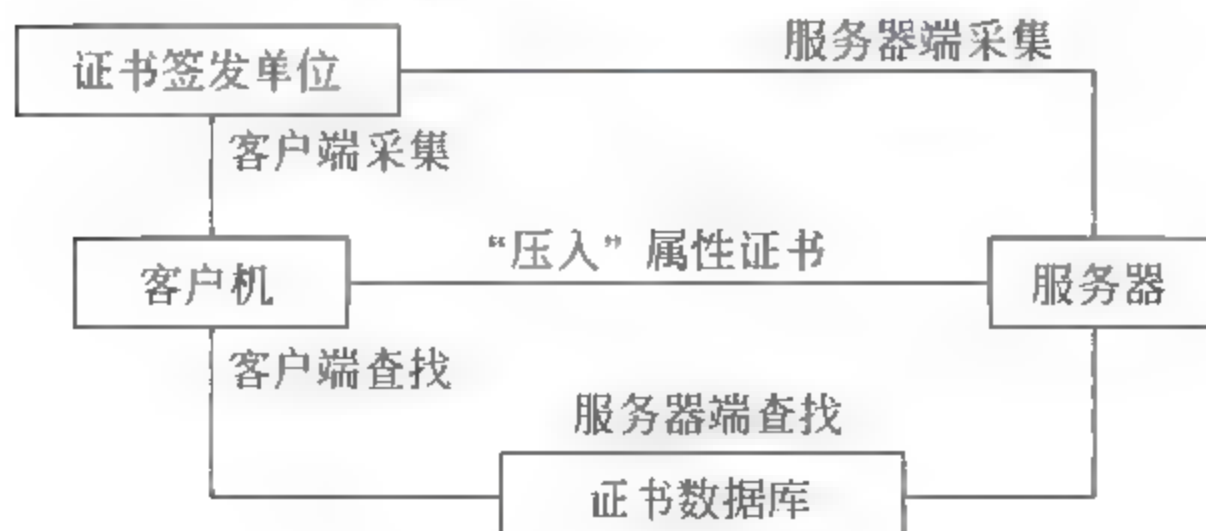 服务器端采集
证书签发单位
客户端采集
“压入” 属性证书
客户机
服务器
客户端查找
服务器端查找
证书数据库